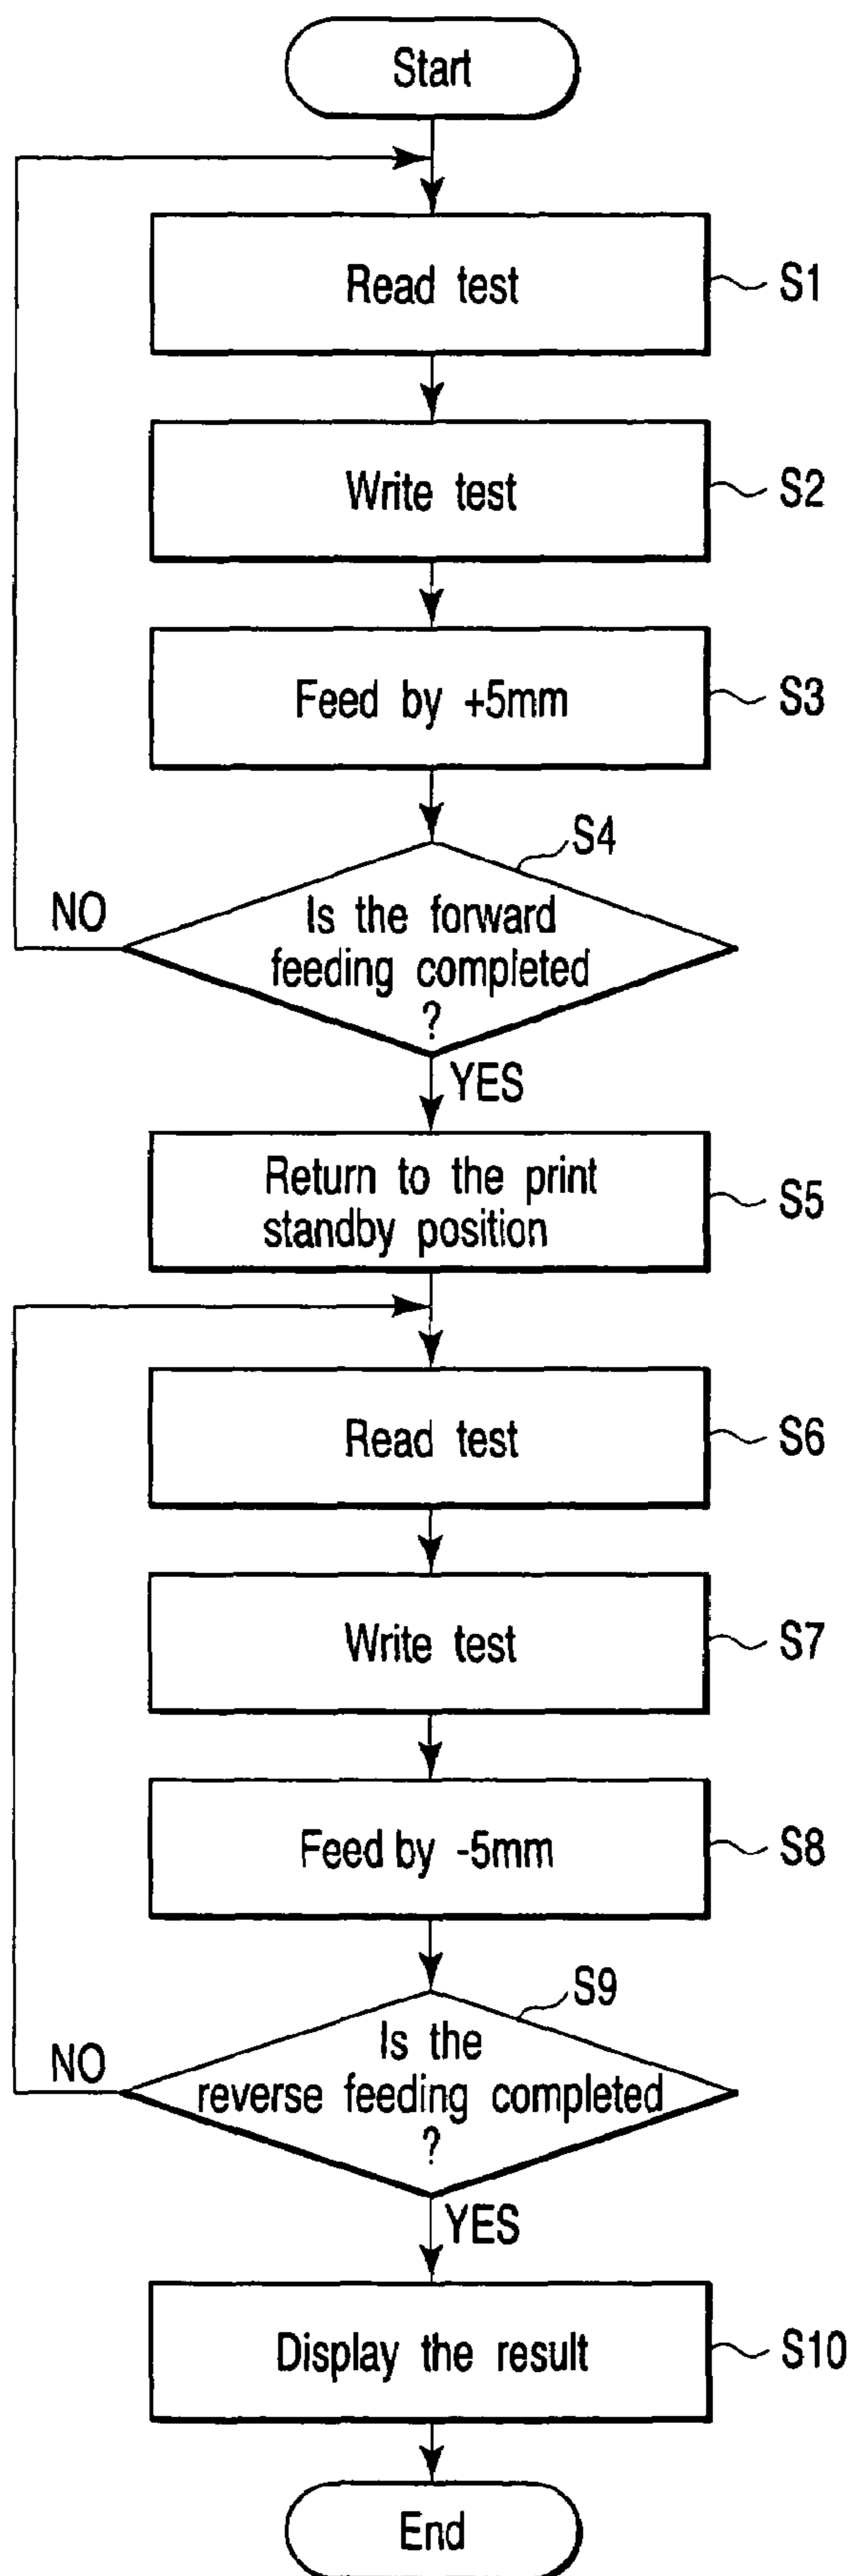 Start
Read test
S1
Write test
S2
Feed by +5mm
S3
S4
NO
Is the forward
feeding completed
?
YES
Return to the print
standby position
S5
Read test
S6
Write test
S7
Feed by -5mm
S8
S9
NO
Is the
reverse feeding completed
?
YES
Display the result
S10
End